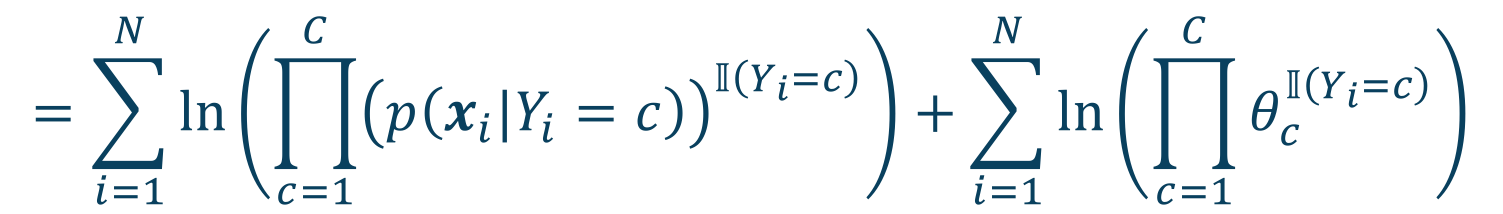 = \sum_{i=1}^{N} \ln\left(\prod_{c=1}^{C} \left(p(\boldsymbol{x}_i|Y_i = c)\right)^{\mathbb{I}(Y_i=c)}\right) + \sum_{i=1}^{N} \ln\left(\prod_{c=1}^{C} \theta_c^{\mathbb{I}(Y_i=c)}\right)